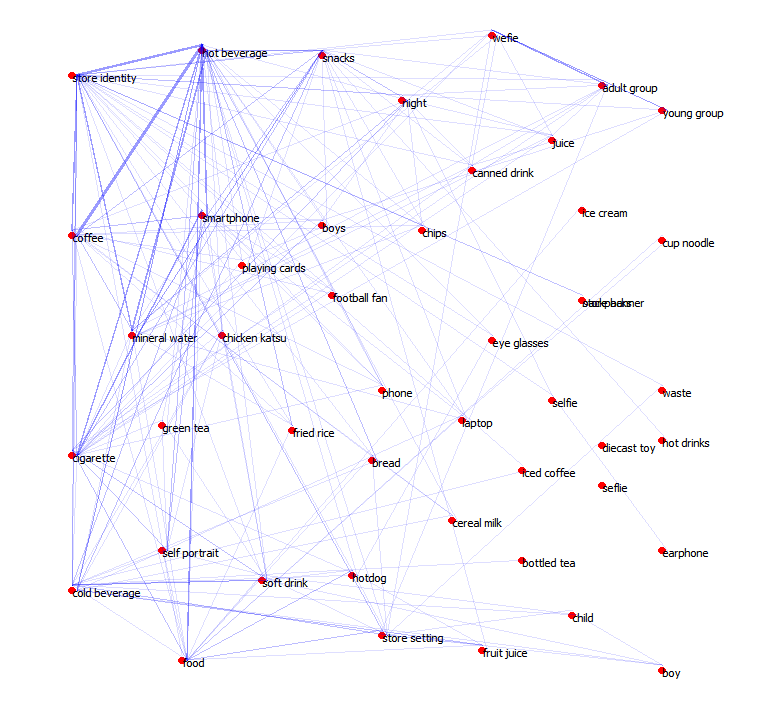 wefie
hot beverage
snacks
store identity
adult group
night
young group
juice
canned drink
ice cream
smartphone
boys
chips
coffee
cup noodle
playing cards
football fan
mineral water
chicken katsu
eye glasses
phone
waste
selfie
laptop
green tea
fried rice
hot drinks
diecast toy
cigarette
bread
iced coffee
seflie
cereal milk
self portrait
earphone
bottled tea
soft drink
hotdog
cold beverage
child
store setting
fruit juice
food
boy